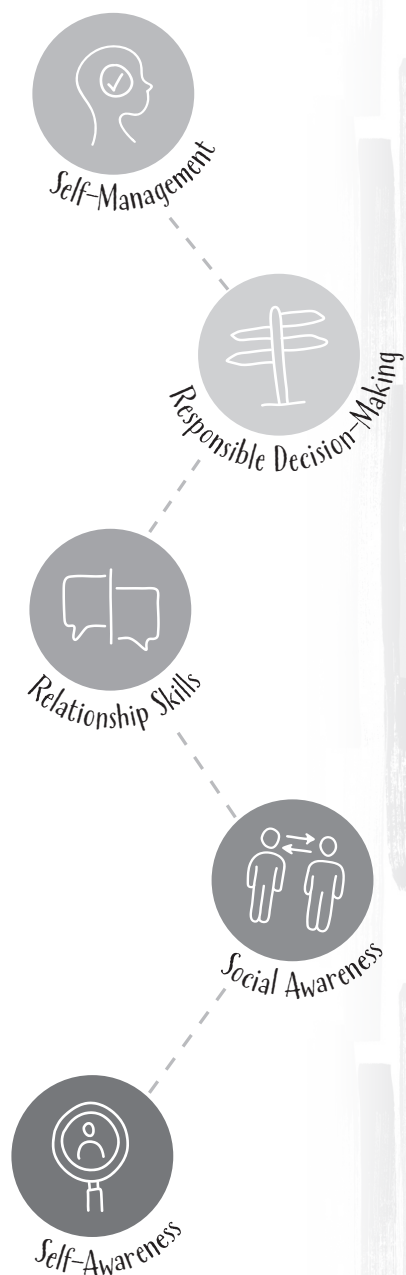 Self-Management
Responsible Decision-Making
Relationship Skills
Social Awareness
Self-Awareness